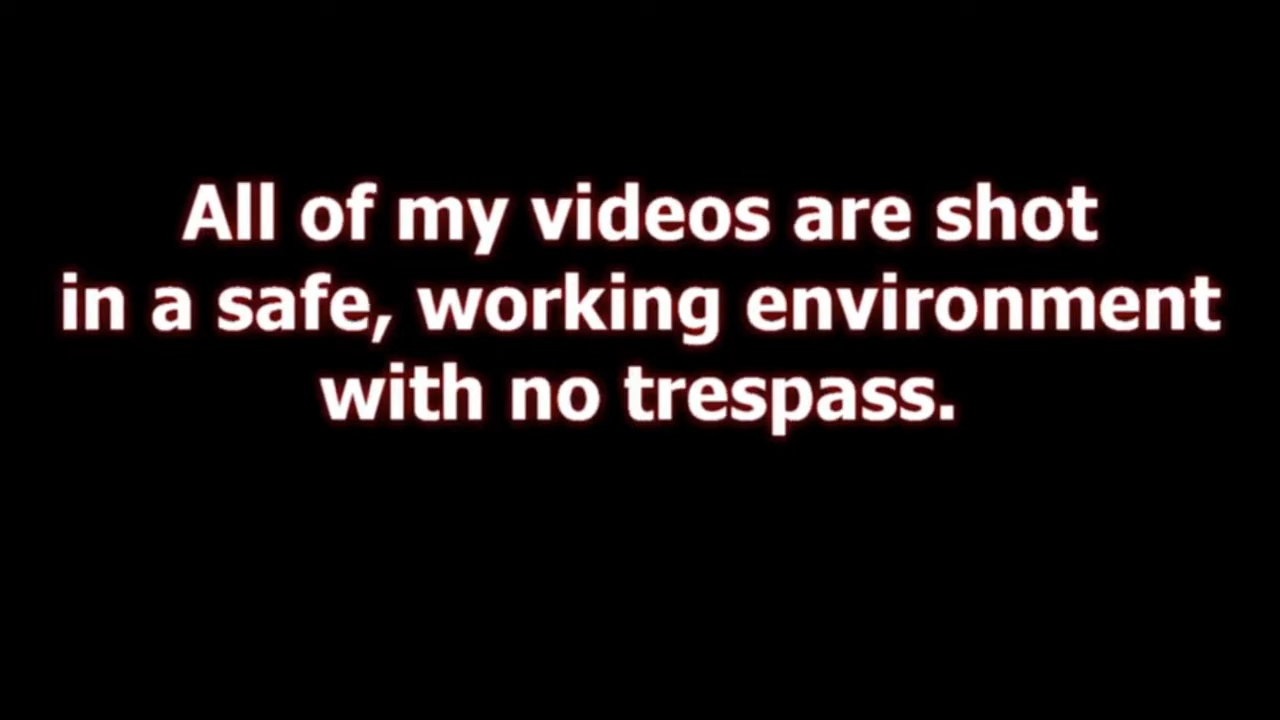 All of my videos are shot
in a safe, working environment
with no trespass.